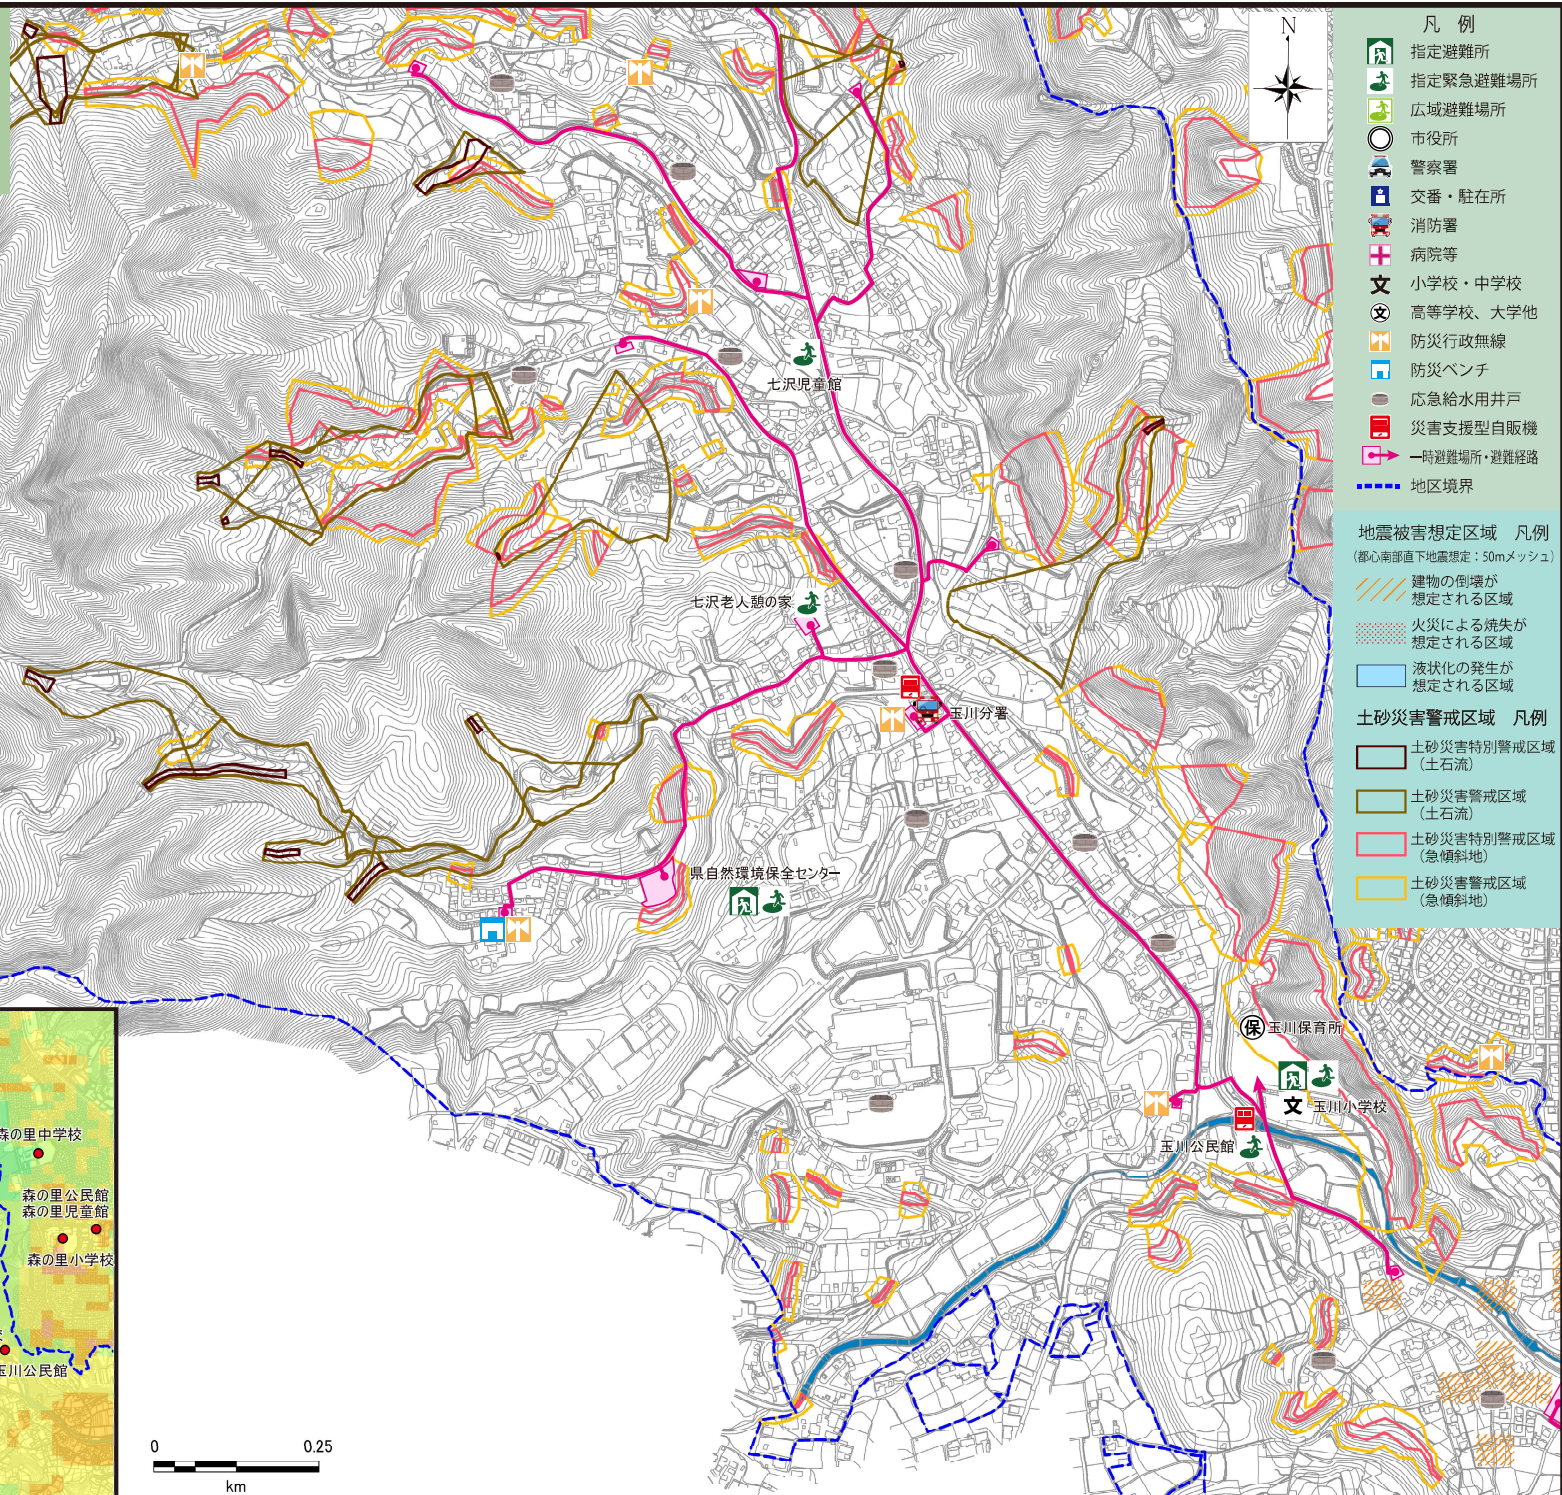 N
凡 例
指定避難所
指定緊急避難場所
広域避難場所
市役所
警察署
交番・駐在所
消防署
病院等
文 小学校・中学校
文 高等学校、大学他
防災行政無線
防災ベンチ
応急給水用井戸
災害支援型自販機
一時避難場所・避難経路
地区境界
地震被害想定区域 凡例
（都心南部直下地震想定：50mメッシュ）
建物の倒壊が
想定される区域
火災による焼失が
想定される区域
液状化の発生が
想定される区域
土砂災害警戒区域 凡例
土砂災害特別警戒区域
（土石流）
土砂災害警戒区域
（土石流）
土砂災害特別警戒区域
（急傾斜地）
土砂災害警戒区域
（急傾斜地）
七沢児童館
七沢老人憩の家
玉川分署
県自然環境保全センター
保 玉川保育所
文 玉川小学校
玉川公民館
森の里中学校
森の里公民館
森の里児童館
森の里小学校
玉川公民館
0 0.25
km